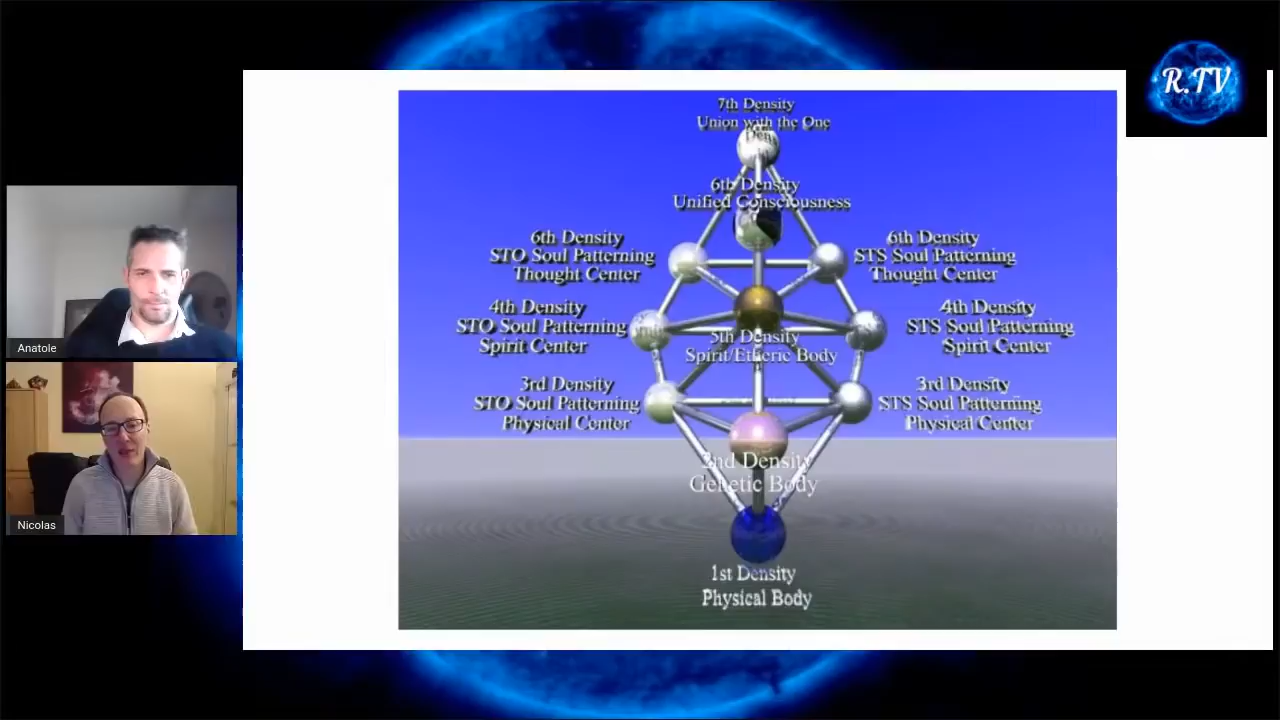 R.TV
7th Density
Union with the One
6th Density
Unified Consciousness
6th Density
STO Soul Patterning
Thought Center
6th Density
STS Soul Patterning
Thought Center
4th Density
STO Soul Patterning
Spirit Center
4th Density
STS Soul Patterning
Spirit Center
5th Density
Spirit/Etheric Body
3rd Density
STO Soul Patterning
Physical Center
3rd Density
STS Soul Patterning
Physical Center
2nd Density
Genetic Body
1st Density
Physical Body
Anatole
Nicolas